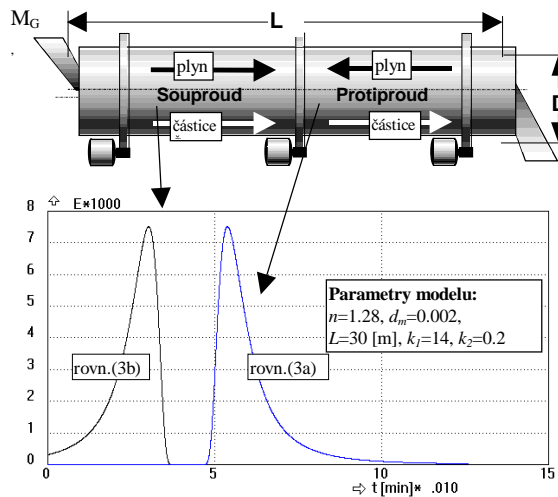 M_G
L
,
plyn
plyn
Souproud
Protiproud
D
částice
částice
8
E*1000
7
6
5
4
3
2
1
0
Parametry modelu:
n=1.28, d_m=0.002,
L=30 [m], k_1=14, k_2=0.2
rovn.(3b)
rovn.(3a)
0
5
10
15
t [min]* .010